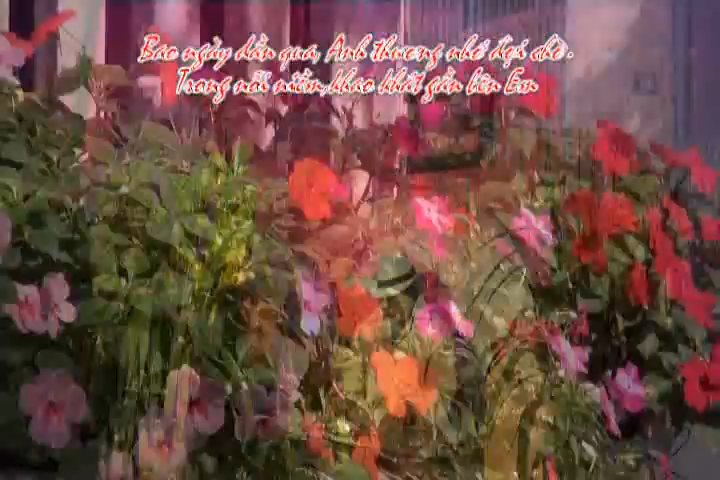 Bao ngày dần qua, Anh thương nhớ đợi chờ.
Trong nỗi niềm, khao khát gần bên Em